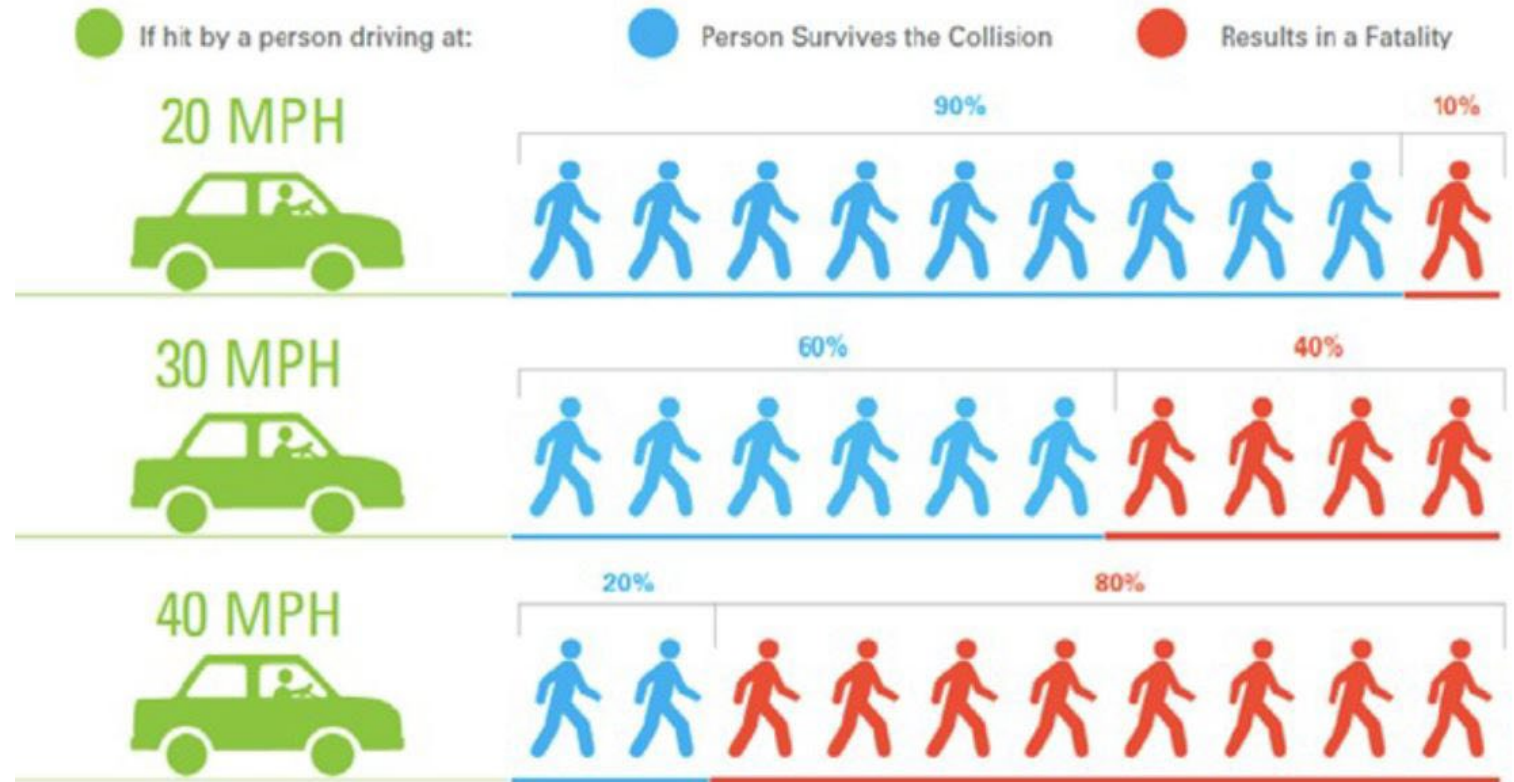 If hit by a person driving at:
Person Survives the Collision
Results in a Fatality
20 MPH
90%
10%
30 MPH
60%
40%
40 MPH
20%
80%